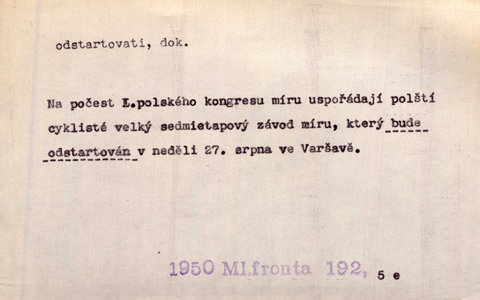 odstartovati, dok.
Na počest I.polského kongresu míru uspořádají polští
cyklisté velký sedmietapový závod míru, který bude
odstartován v neděli 27. srpna ve Varšavě.
1950 Ml.fronta 192, 5 e